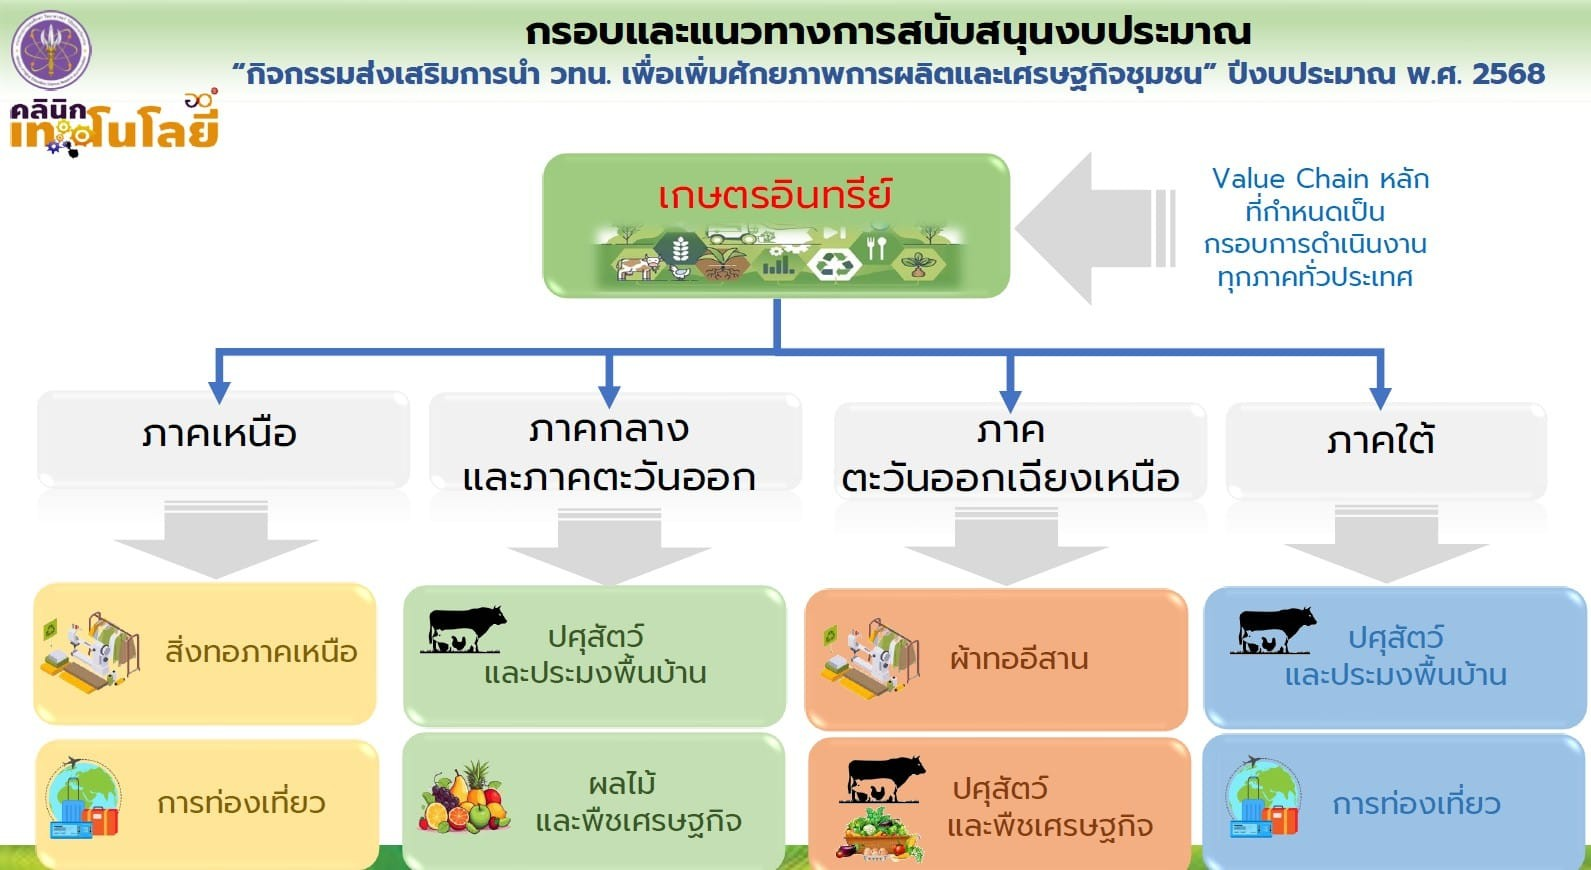 กรอบและแนวทางการสนับสนุนงบประมาณ
“กิจกรรมส่งเสริมการนำ วทน. เพื่อเพิ่มศักยภาพการผลิตและเศรษฐกิจชุมชน” ปีงบประมาณ พ.ศ. 2568
คลินิก
เทคโนโลยี
เกษตรอินทรีย์
Value Chain หลัก
ที่กำหนดเป็น
กรอบการดำเนินงาน
ทุกภาคทั่วประเทศ
ภาคเหนือ
ภาคกลาง
และภาคตะวันออก
ภาค
ตะวันออกเฉียงเหนือ
ภาคใต้
สิ่งทอภาคเหนือ
ปศุสัตว์
และประมงพื้นบ้าน
ผ้าทออีสาน
ปศุสัตว์
และประมงพื้นบ้าน
การท่องเที่ยว
ผลไม้
และพืชเศรษฐกิจ
ปศุสัตว์
และพืชเศรษฐกิจ
การท่องเที่ยว